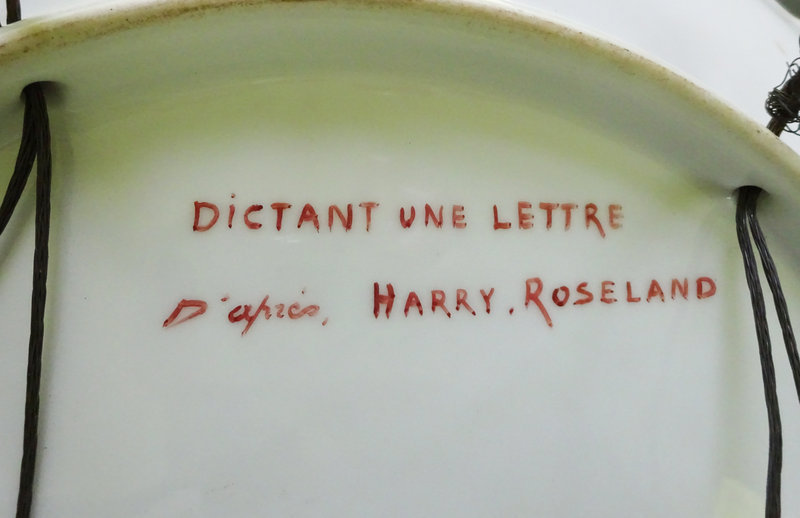 DiCTANT UNE LETTRE
D'après, HARRY. ROSELAND